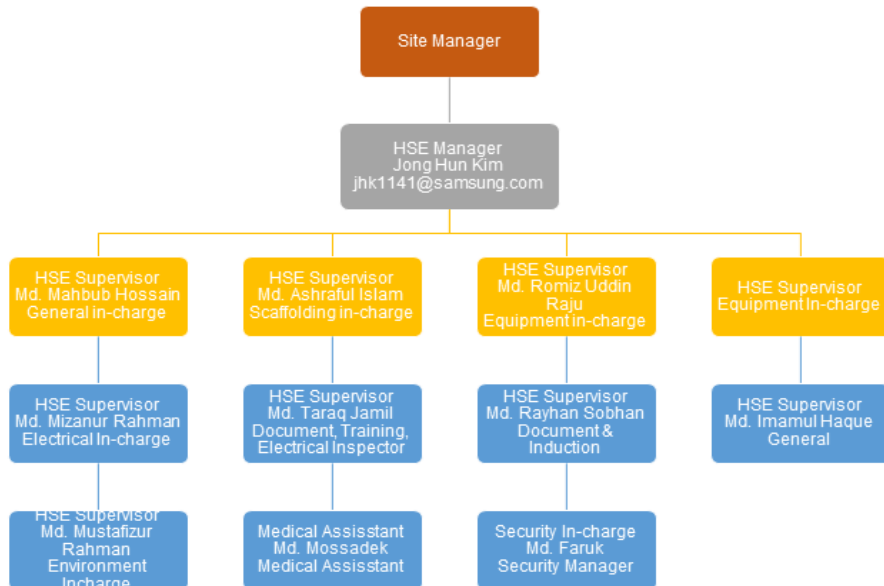 Site Manager
HSE Manager
Jong Hun Kim
jhk1141@samsung.com
HSE Supervisor
Md. Mahbub Hossain
General in-charge
HSE Supervisor
Md. Ashraful Islam
Scaffolding in-charge
HSE Supervisor
Md. Romiz Uddin
Raju
Equipment in-charge
HSE Supervisor
Equipment In-charge
HSE Supervisor
Md. Mizanur Rahman
Electrical In-charge
HSE Supervisor
Md. Taraq Jamil
Document, Training,
Electrical Inspector
HSE Supervisor
Md. Rayhan Sobhan
Document &
Induction
HSE Supervisor
Md. Imamul Haque
General
HSE Supervisor
Md. Mustafizur
Rahman
Environment
Incharge
Medical Assisstant
Md. Mossadek
Medical Assisstant
Security In-charge
Md. Faruk
Security Manager